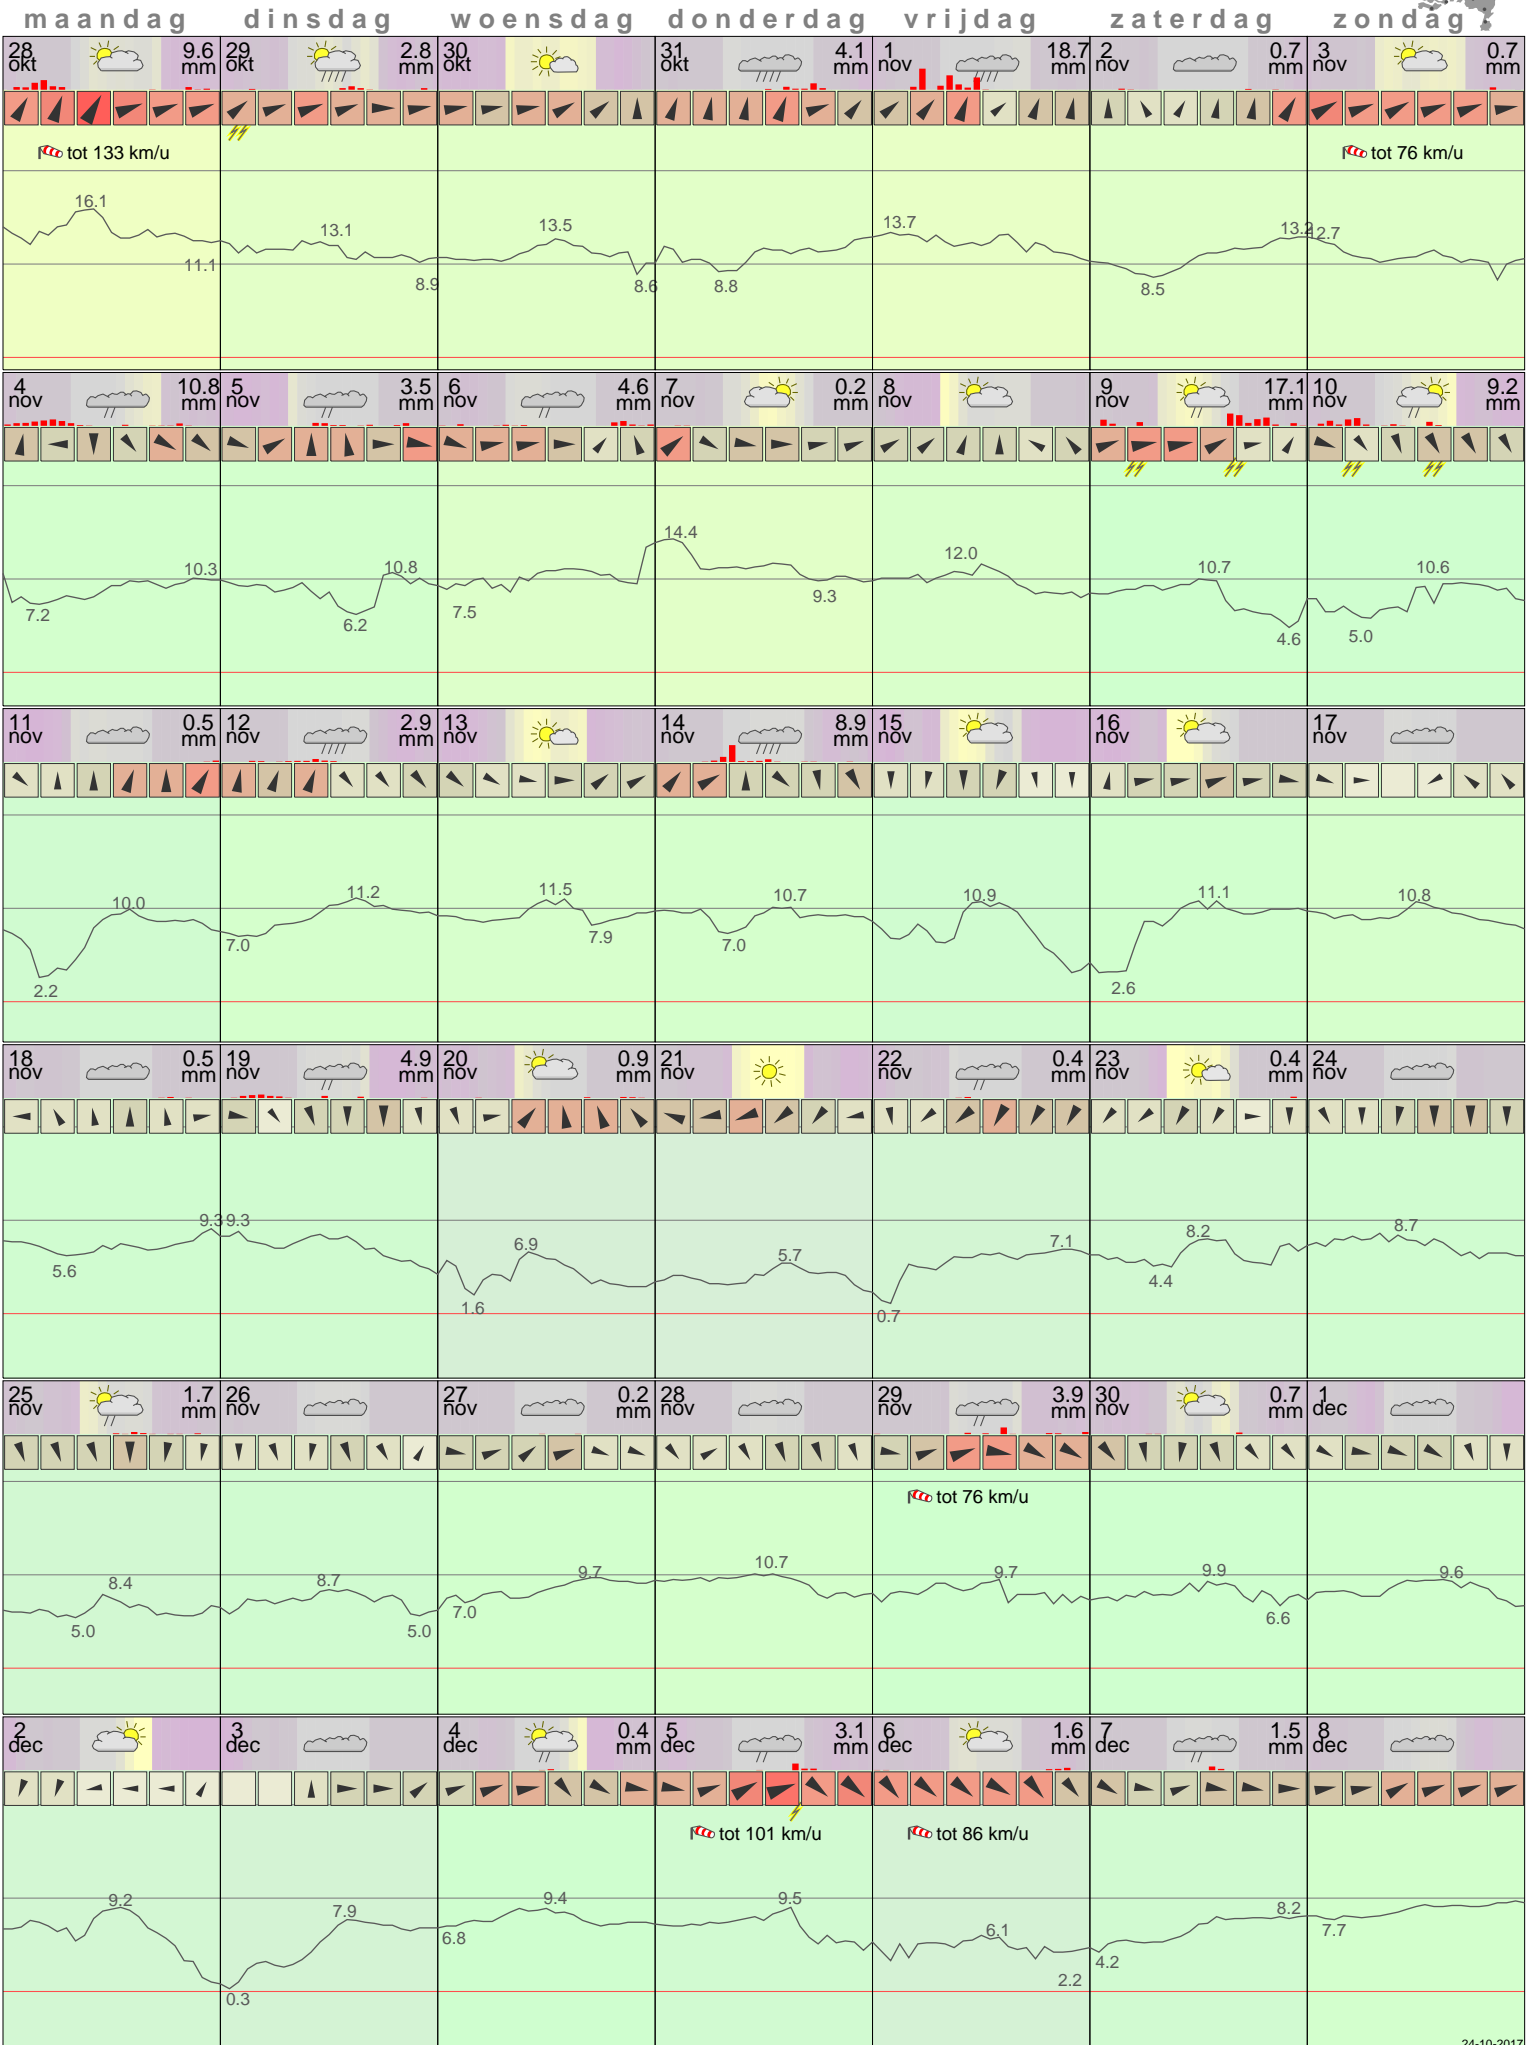 maandag dinsdag woensdag donderdag vrijdag zaterdag zondag
28 okt 9.6 mm 29 okt 2.8 mm 30 okt 31 okt 4.1 mm 1 nov 18.7 mm 2 nov 0.7 mm 3 nov 0.7 mm
tot 133 km/u tot 76 km/u
16.1 11.1 13.1 8.9 13.5 8.6 8.8 13.7 8.5 13.2 12.7
4 nov 10.8 mm 5 nov 3.5 mm 6 nov 4.6 mm 7 nov 0.2 mm 8 nov 9 nov 17.1 mm 10 nov 9.2 mm
7.2 10.3 6.2 10.8 7.5 14.4 9.3 12.0 10.7 4.6 5.0 10.6
11 nov 0.5 mm 12 nov 2.9 mm 13 nov 14 nov 8.9 mm 15 nov 16 nov 17 nov
2.2 10.0 7.0 11.2 11.5 7.9 7.0 10.7 10.9 2.6 11.1 10.8
18 nov 0.5 mm 19 nov 4.9 mm 20 nov 0.9 mm 21 nov 22 nov 0.4 mm 23 nov 0.4 mm 24 nov
5.6 9.3 9.3 1.6 6.9 5.7 0.7 7.1 4.4 8.2 8.7
25 nov 1.7 mm 26 nov 27 nov 0.2 mm 28 nov 29 nov 3.9 mm 30 nov 0.7 mm 1 dec
tot 76 km/u
5.0 8.4 8.7 5.0 7.0 9.7 10.7 9.7 9.9 6.6 9.6
2 dec 3 dec 4 dec 0.4 mm 5 dec 3.1 mm 6 dec 1.6 mm 7 dec 1.5 mm 8 dec
tot 101 km/u tot 86 km/u
9.2 0.3 7.9 6.8 9.4 9.5 6.1 2.2 4.2 8.2 7.7
24-10-2017